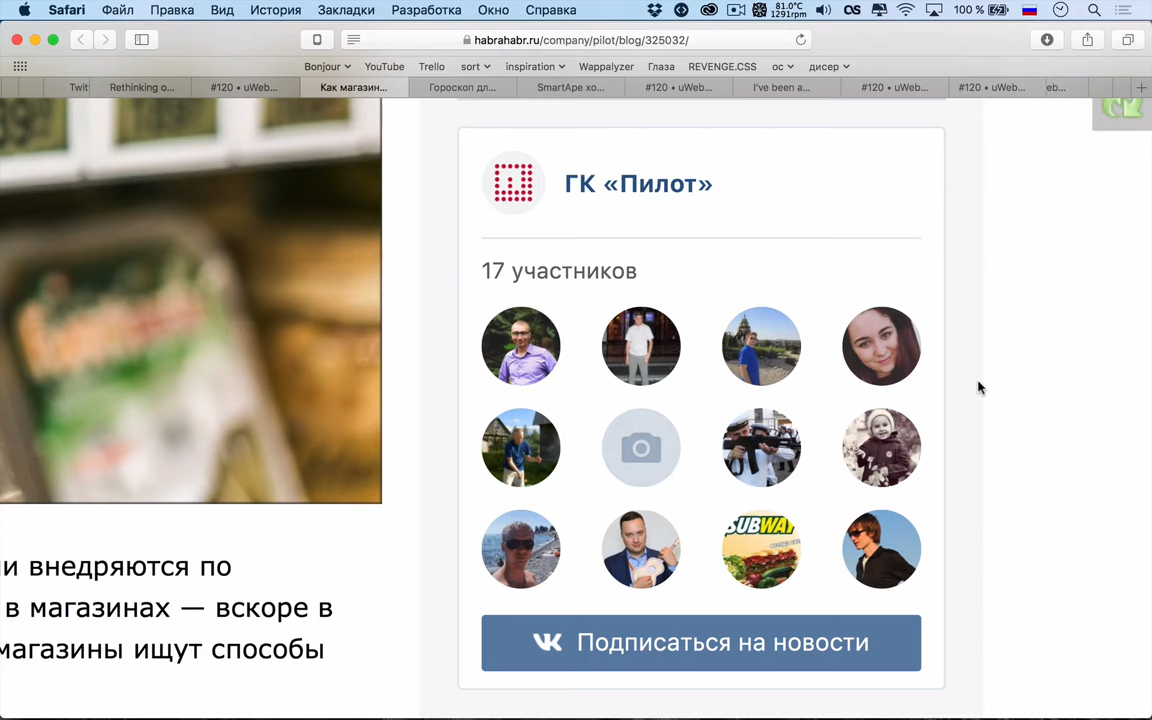 Safari Файл Правка Вид История Закладки Разработка Окно Справка 81.0°C 1291rpm 100 %
habrahabr.ru/company/pilot/blog/325032/
Bonjour YouTube Trello sort inspiration Wappalyzer Глаза REVENGE.CSS ос дисер
Twit Rethinking o... #120 • uWeb... Как магазин... Гороскоп дл... SmartApe хо... #120 • uWeb... I've been a... #120 • uWeb... #120 • uWeb... eb...
ГК «Пилот»
17 участников
SUBWAY
Подписаться на новости
и внедряются по
в магазинах — вскоре в
магазины ищут способы